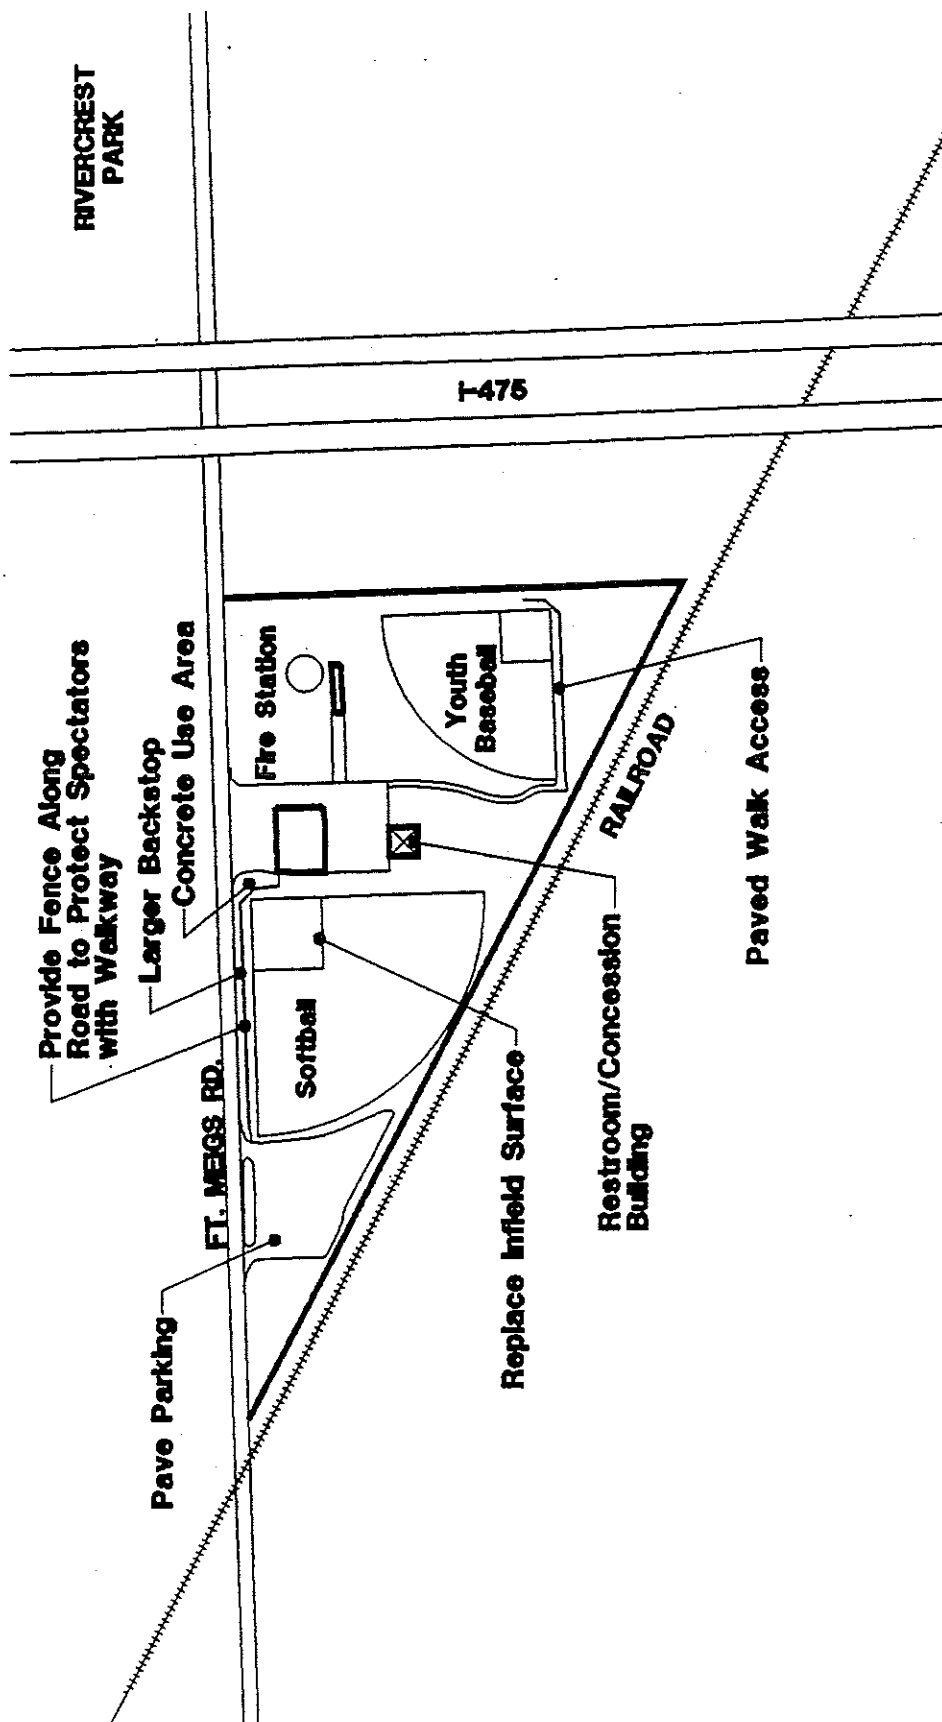 RIVERCREST
PARK
I-475
Provide Fence Along
Road to Protect Spectators
with Walkway
Larger Backstop
Concrete Use Area
Fire Station
Youth
Baseball
FT. MEIGS RD.
Softball
RAILROAD
Pave Parking
Replace Infield Surface
Restroom/Concession
Building
Paved Walk Access